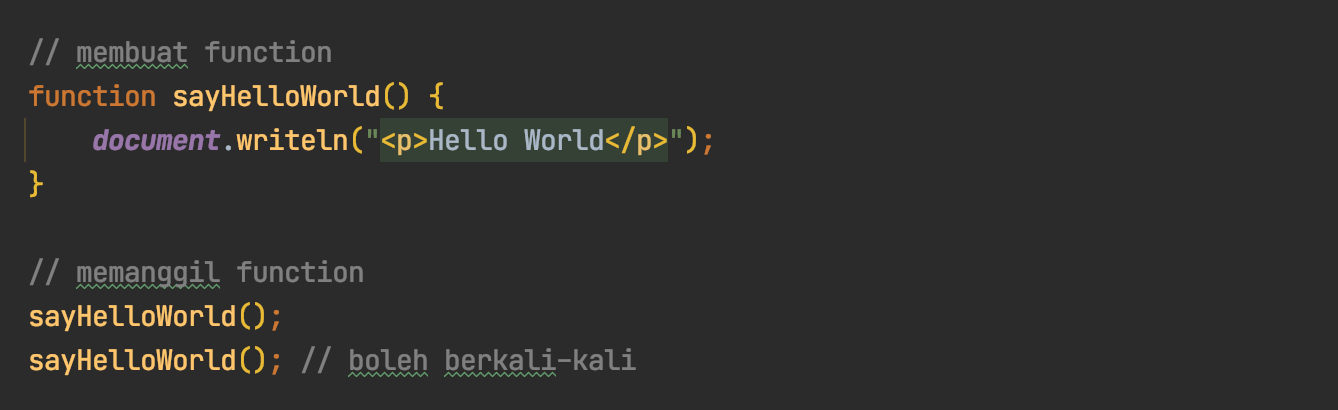 // membuat function
function sayHelloWorld() {
    document.writeln("<p>Hello World</p>");
}
// memanggil function
sayHelloWorld();
sayHelloWorld(); // boleh berkali-kali